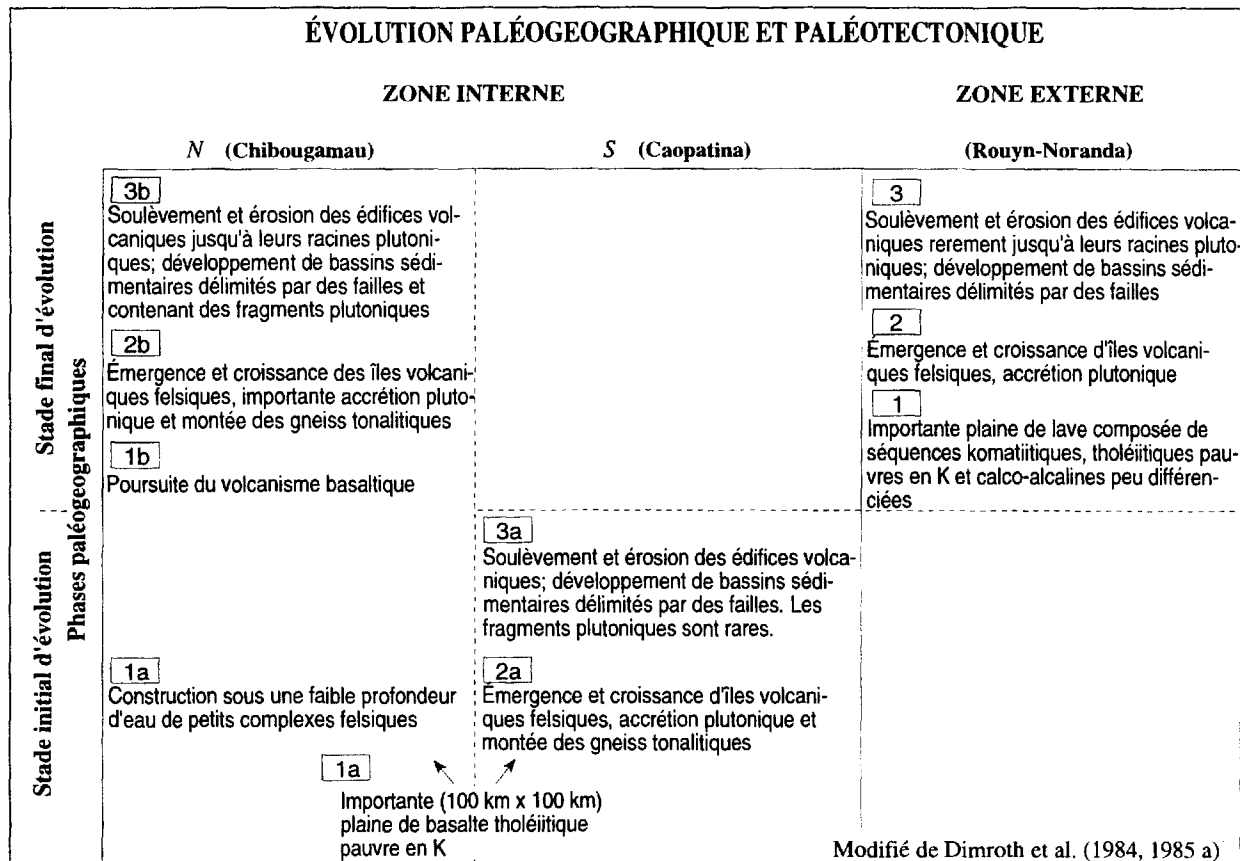 ÉVOLUTION PALÉOGEOGRAPHIQUE ET PALÉOTECTONIQUE
ZONE INTERNE
ZONE EXTERNE
N (Chibougamau)
S (Caopatina)
(Rouyn-Noranda)
Phases paléogeographiques
Stade final d'évolution
3b
Soulèvement et érosion des édifices vol-
caniques jusqu'à leurs racines plutoni-
ques; développement de bassins sédi-
mentaires délimités par des failles et
contenant des fragments plutoniques
2b
Émergence et croissance des îles volcani-
ques felsiques, importante accrétion pluto-
nique et montée des gneiss tonalitiques
1b
Poursuite du volcanisme basaltique
3
Soulèvement et érosion des édifices volca-
niques rerement jusqu'à leurs racines pluto-
niques; développement de bassins sédi-
mentaires délimités par des failles
2
Émergence et croissance d'îles volcani-
ques felsiques, accrétion plutonique
1
Importante plaine de lave composée de
séquences komatiitiques, tholéiitiques pau-
vres en K et calco-alcalines peu différen-
ciées
Stade initial d'évolution
3a
Soulèvement et érosion des édifices volca-
niques; développement de bassins sédi-
mentaires délimités par des failles. Les
fragments plutoniques sont rares.
1a
Construction sous une faible profondeur
d'eau de petits complexes felsiques
2a
Émergence et croissance d'îles volcani-
ques felsiques, accrétion plutonique et
montée des gneiss tonalitiques
1a
Importante (100 km x 100 km)
plaine de basalte tholéiitique
pauvre en K
Modifié de Dimroth et al. (1984, 1985 a)